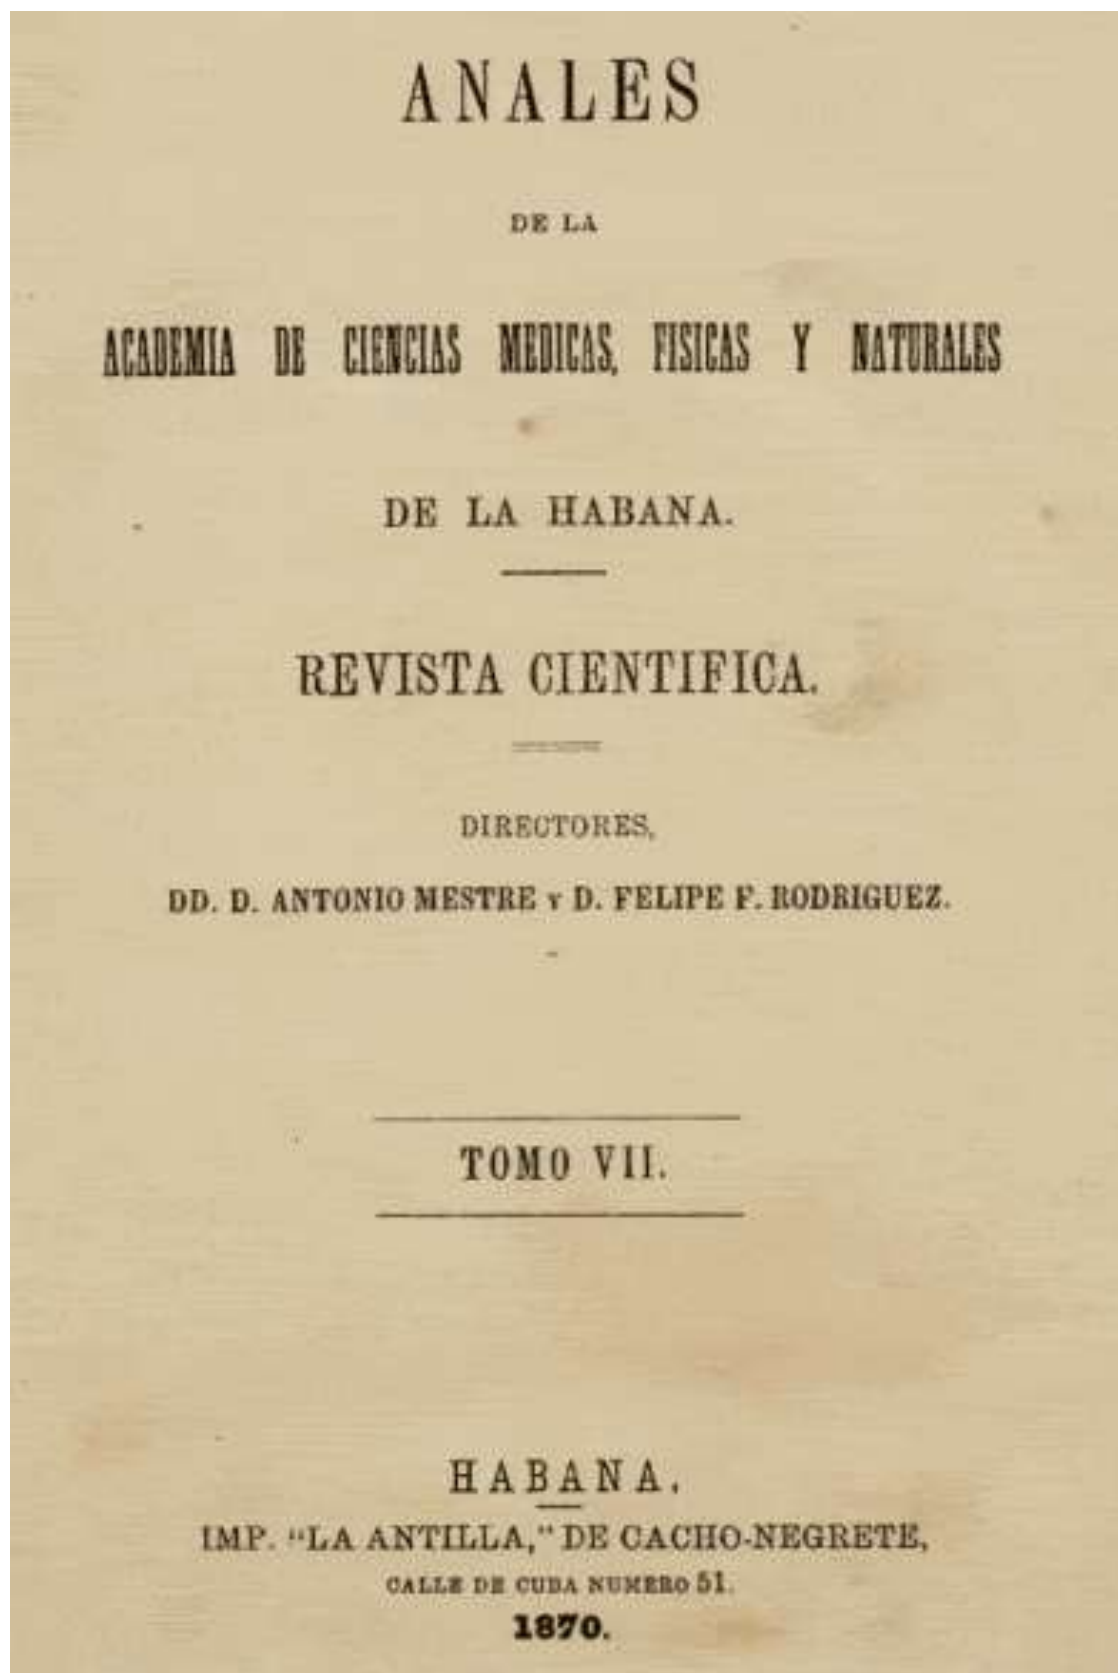 ANALES
DE LA
ACADEMIA DE CIENCIAS MEDICAS, FISICAS Y NATURALES
DE LA HABANA.
REVISTA CIENTIFICA.
DIRECTORES,
DD. D. ANTONIO MESTRE Y D. FELIPE F. RODRIGUEZ.
TOMO VII.
HABANA.
IMP. "LA ANTILLA," DE CACHO-NEGRETE,
CALLE DE CUBA NUMERO 51.
1870.